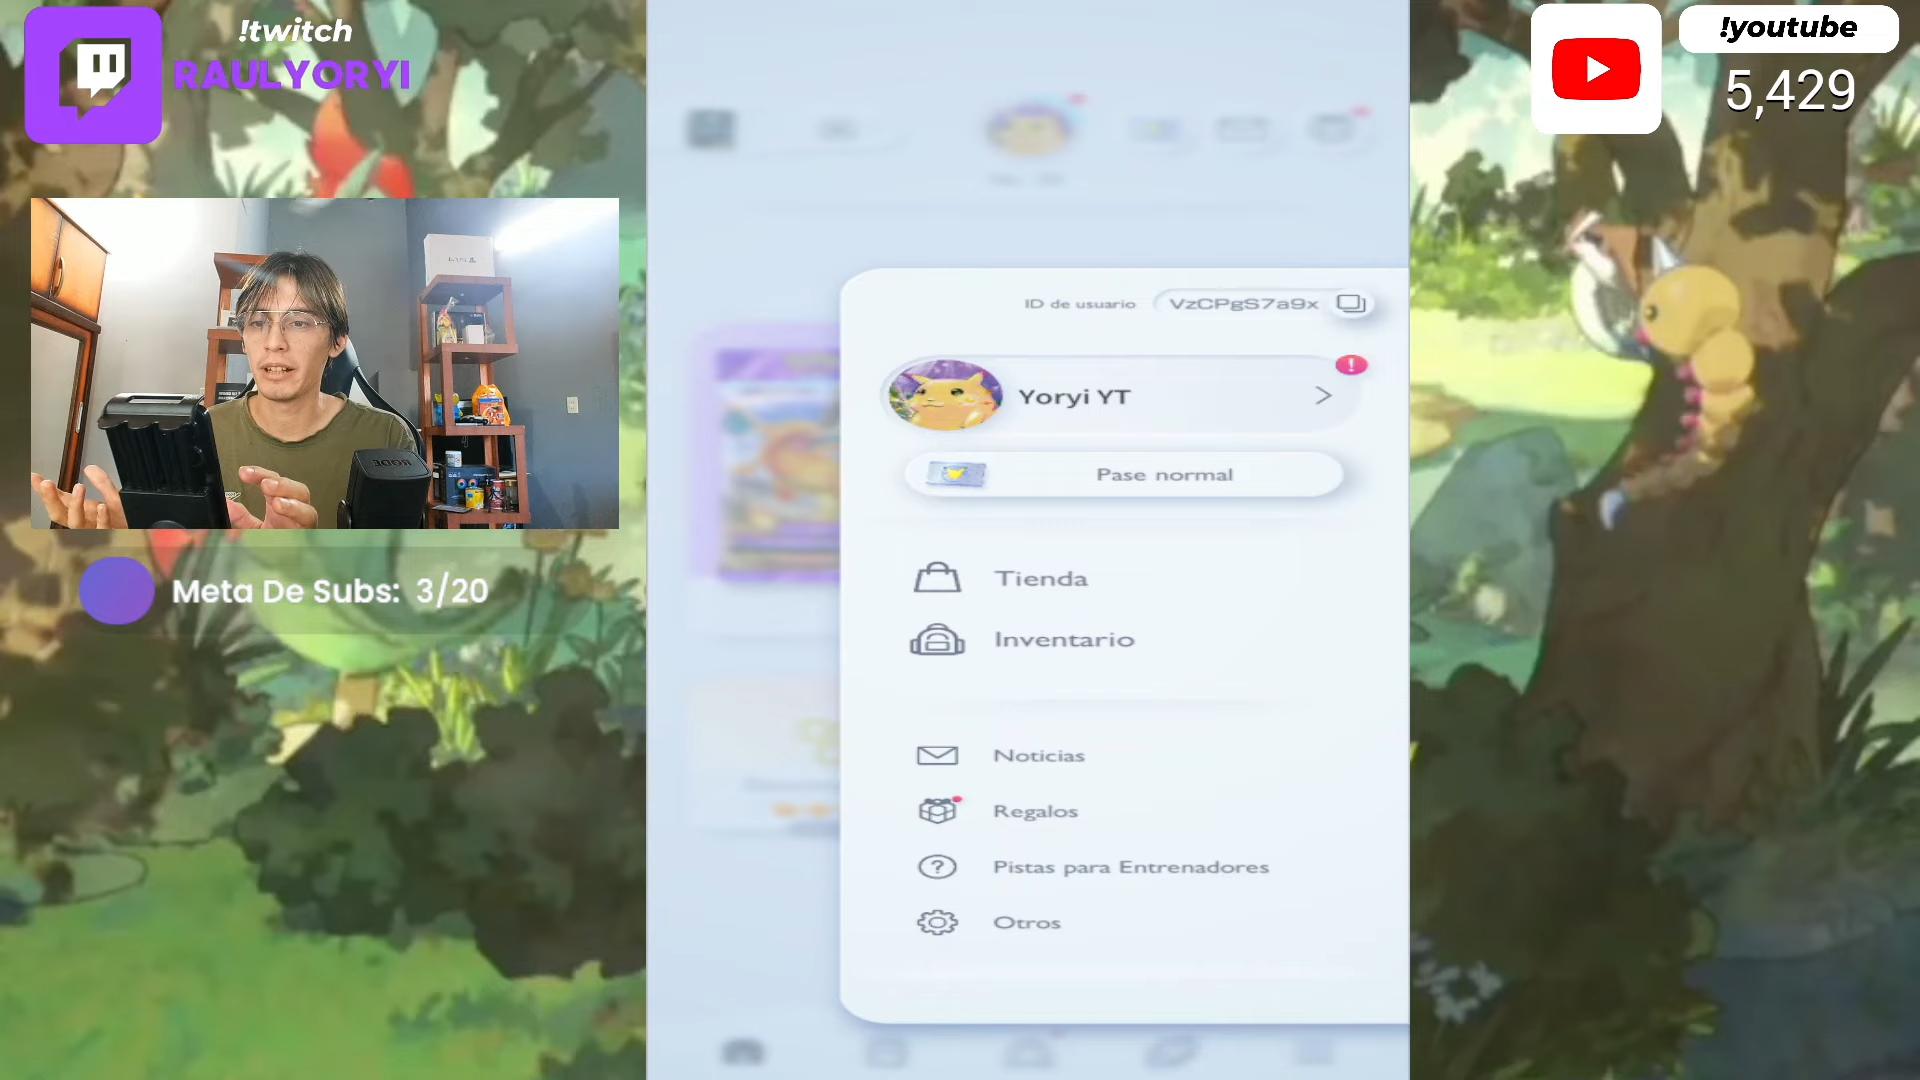 !twitch
RAULYORYI
!youtube
5,429
ID de usuario VzCPgS7a9x
Yoryi YT
!
Pase normal
Meta De Subs: 3/20
Tienda
Inventario
Noticias
Regalos
? Pistas para Entrenadores
Otros
RODE